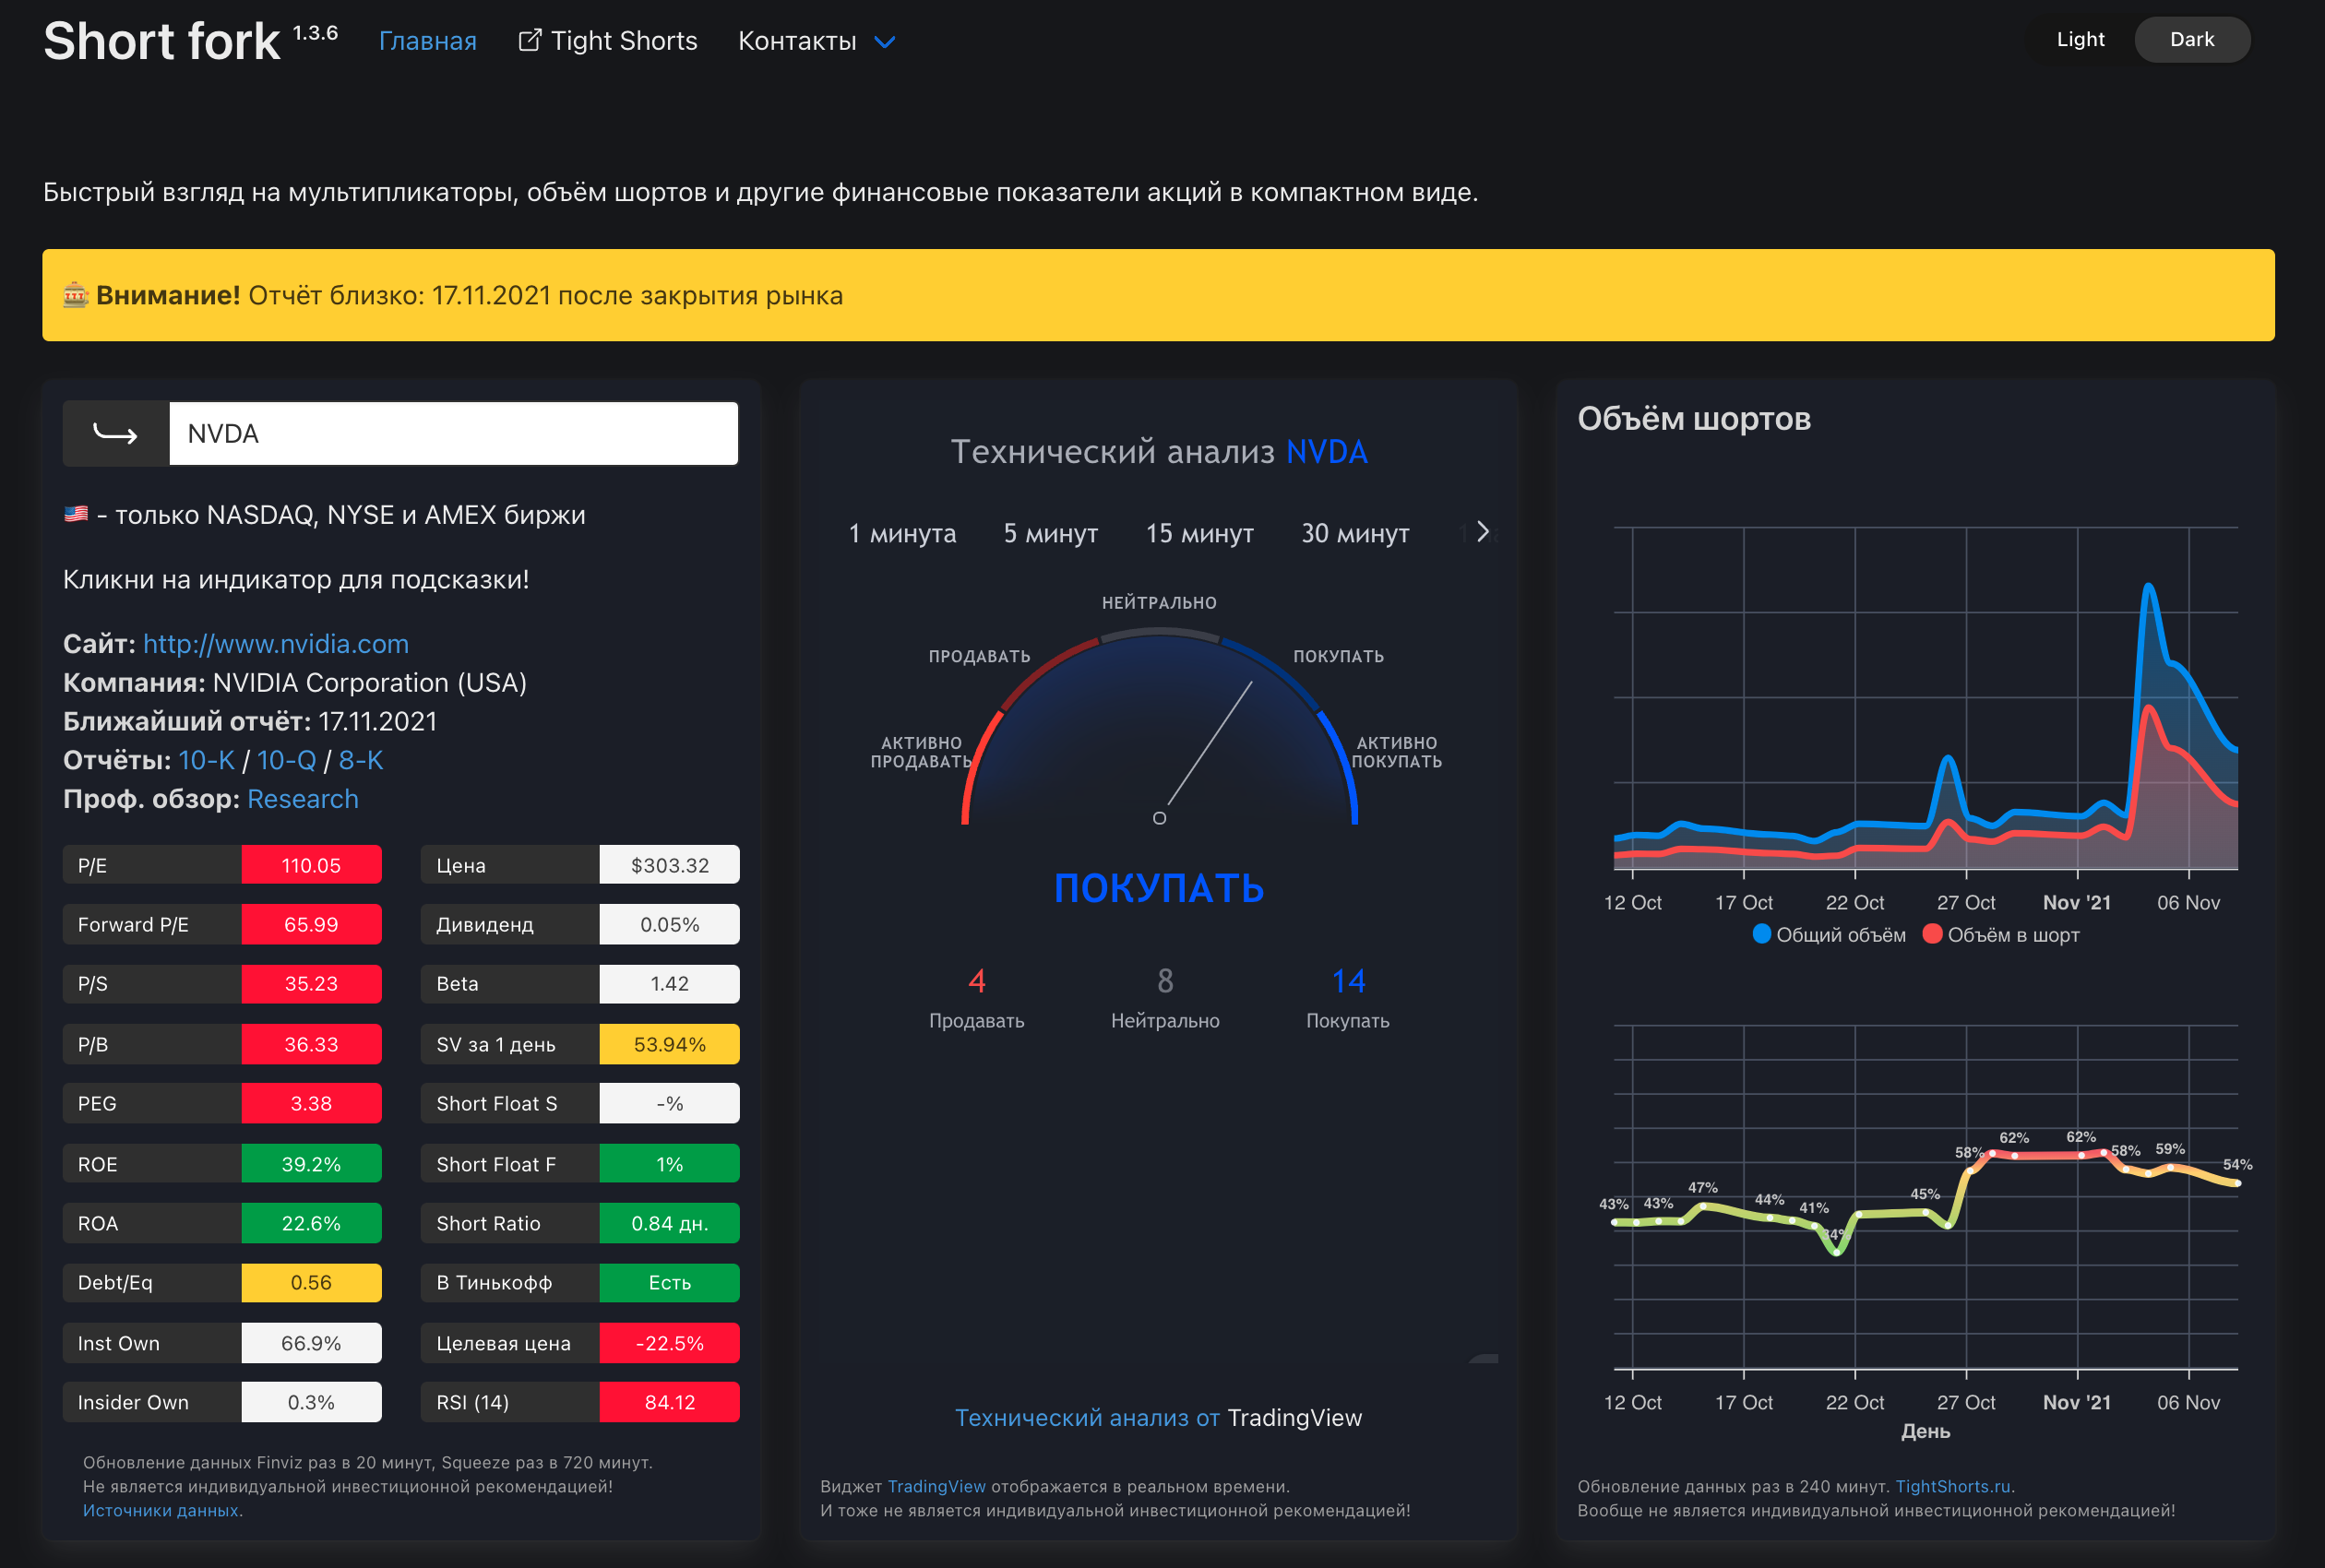 Short fork 1.3.6 Главная Tight Shorts Контакты Light Dark
Быстрый взгляд на мультипликаторы, объём шортов и другие финансовые показатели акций в компактном виде.
Внимание! Отчёт близко: 17.11.2021 после закрытия рынка
NVDA
- только NASDAQ, NYSE и AMEX биржи
Кликни на индикатор для подсказки!
Сайт: http://www.nvidia.com
Компания: NVIDIA Corporation (USA)
Ближайший отчёт: 17.11.2021
Отчёты: 10-K / 10-Q / 8-K
Проф. обзор: Research
P/E 110.05 Цена $303.32
Forward P/E 65.99 Дивиденд 0.05%
P/S 35.23 Beta 1.42
P/B 36.33 SV за 1 день 53.94%
PEG 3.38 Short Float S -%
ROE 39.2% Short Float F 1%
ROA 22.6% Short Ratio 0.84 дн.
Debt/Eq 0.56 В Тинькофф Есть
Inst Own 66.9% Целевая цена -22.5%
Insider Own 0.3% RSI (14) 84.12
Обновление данных Finviz раз в 20 минут, Squeeze раз в 720 минут.
Не является индивидуальной инвестиционной рекомендацией!
Источники данных.
Технический анализ NVDA
1 минута 5 минут 15 минут 30 минут
НЕЙТРАЛЬНО
ПРОДАВАТЬ ПОКУПАТЬ
АКТИВНО ПРОДАВАТЬ
АКТИВНО ПОКУПАТЬ
ПОКУПАТЬ
4 8 14
Продавать Нейтрально Покупать
Технический анализ от TradingView
Виджет TradingView отображается в реальном времени.
И тоже не является индивидуальной инвестиционной рекомендацией!
Объём шортов
12 Oct 17 Oct 22 Oct 27 Oct Nov '21 06 Nov
Общий объём Объём в шорт
43% 43% 47% 44% 41% 34% 45% 58% 62% 62% 58% 59% 54%
12 Oct 17 Oct 22 Oct 27 Oct Nov '21 06 Nov
День
Обновление данных раз в 240 минут. TightShorts.ru.
Вообще не является индивидуальной инвестиционной рекомендацией!